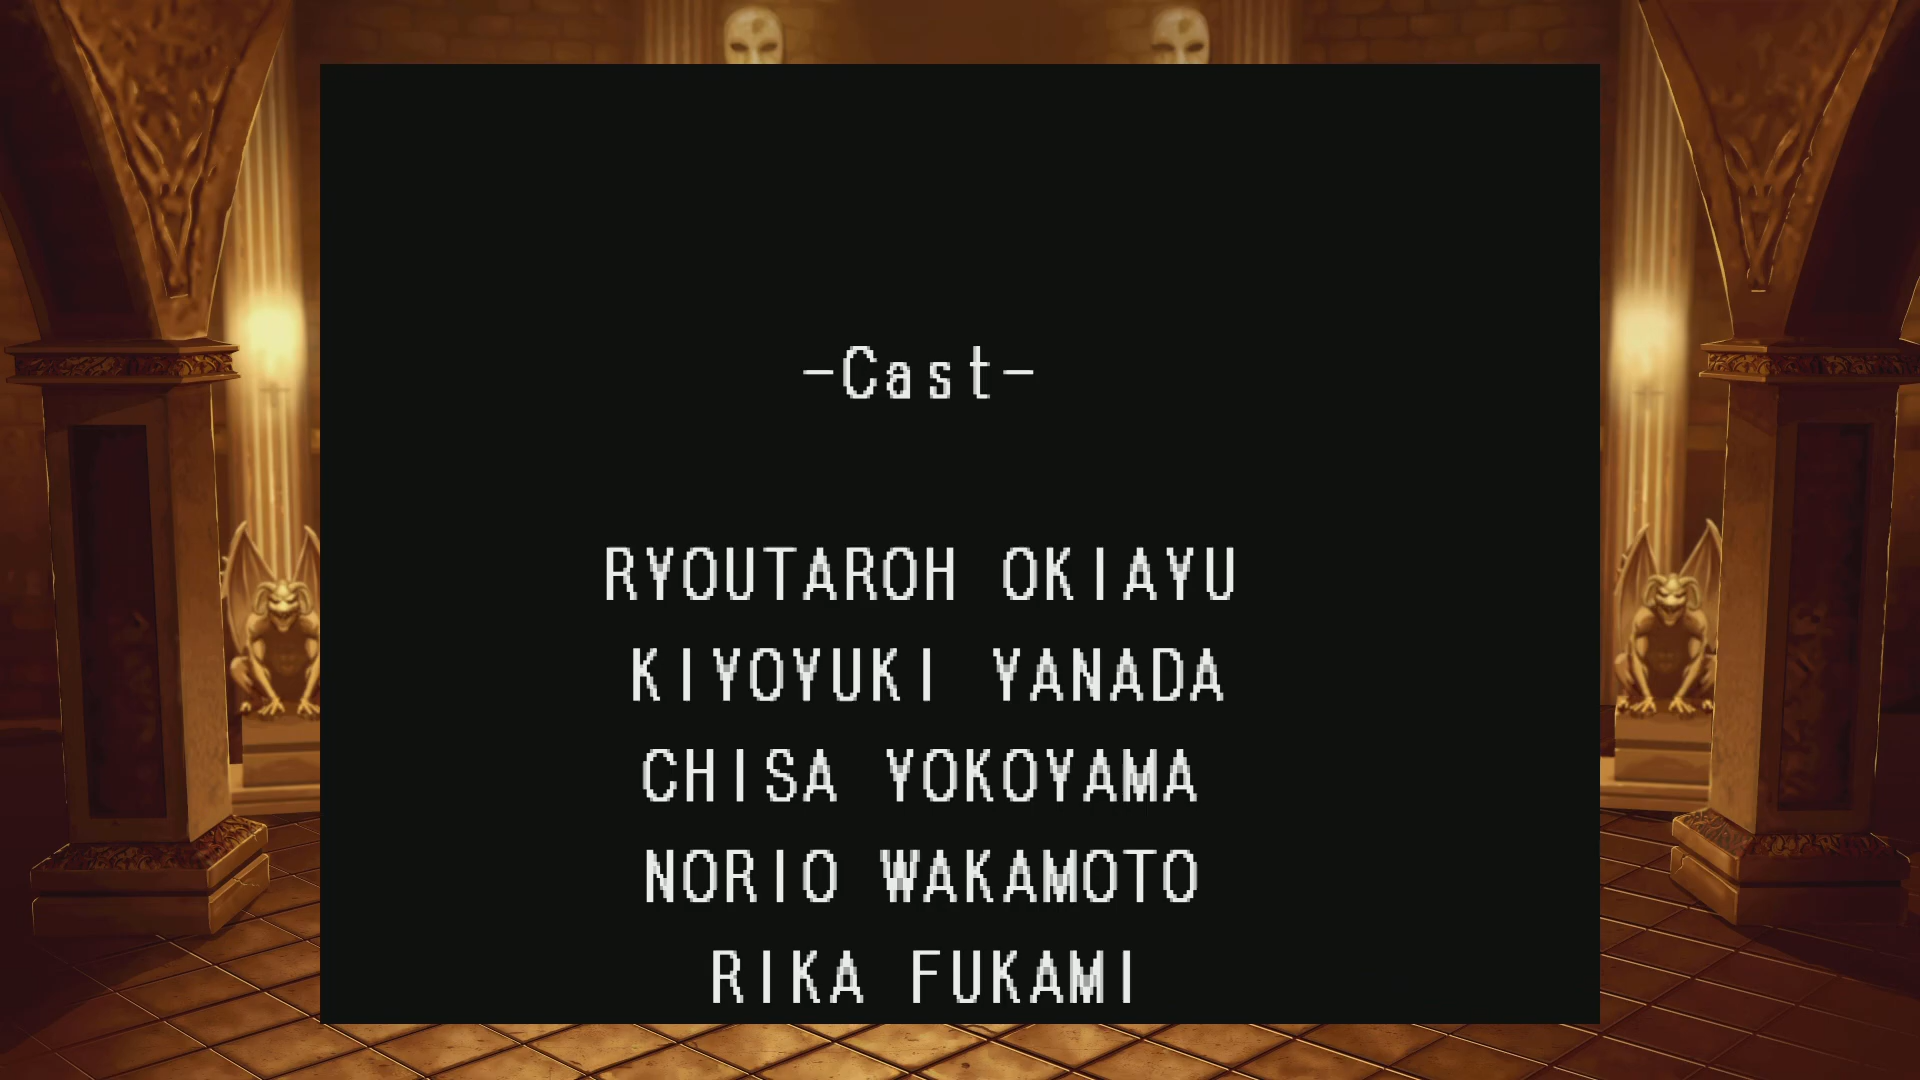 -Cast-
RYOUTAROH OKIAYU
KIYOYUKI YANADA
CHISA YOKOYAMA
NORIO WAKAMOTO
RIKA FUKAMI